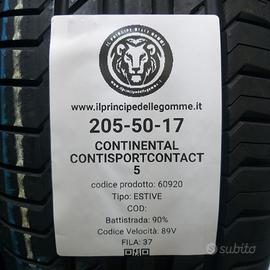 IL PRINCIPE DELLE GOMME
www.ilprincipedellegomme.it
205-50-17
CONTINENTAL
CONTISPORTCONTACT
5
codice prodotto: 60920
Tipo: ESTIVE
COD:
Battistrada: 90%
Codice Velocità: 89V
FILA: 37
subito